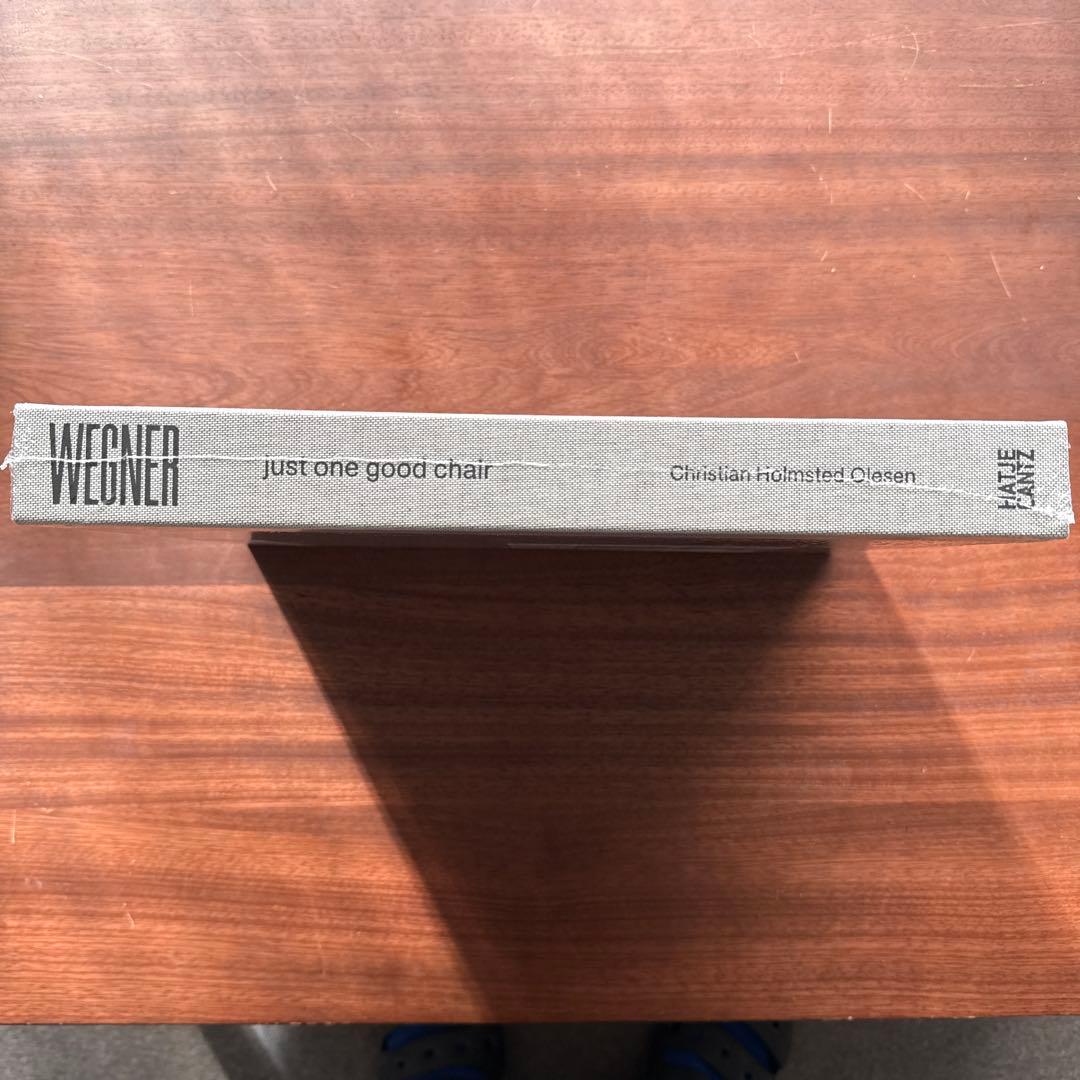 WEGNER
just one good chair
Christian Holmsted Olesen
HATJE
CANTZ